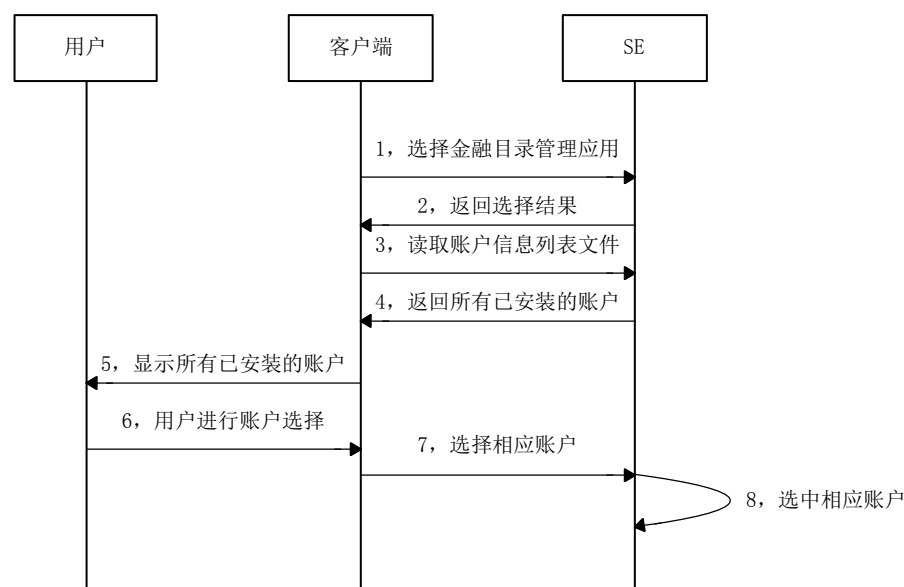 用户
客户端
SE
1，选择金融目录管理应用
2，返回选择结果
3，读取账户信息列表文件
4，返回所有已安装的账户
5，显示所有已安装的账户
6，用户进行账户选择
7，选择相应账户
8，选中相应账户